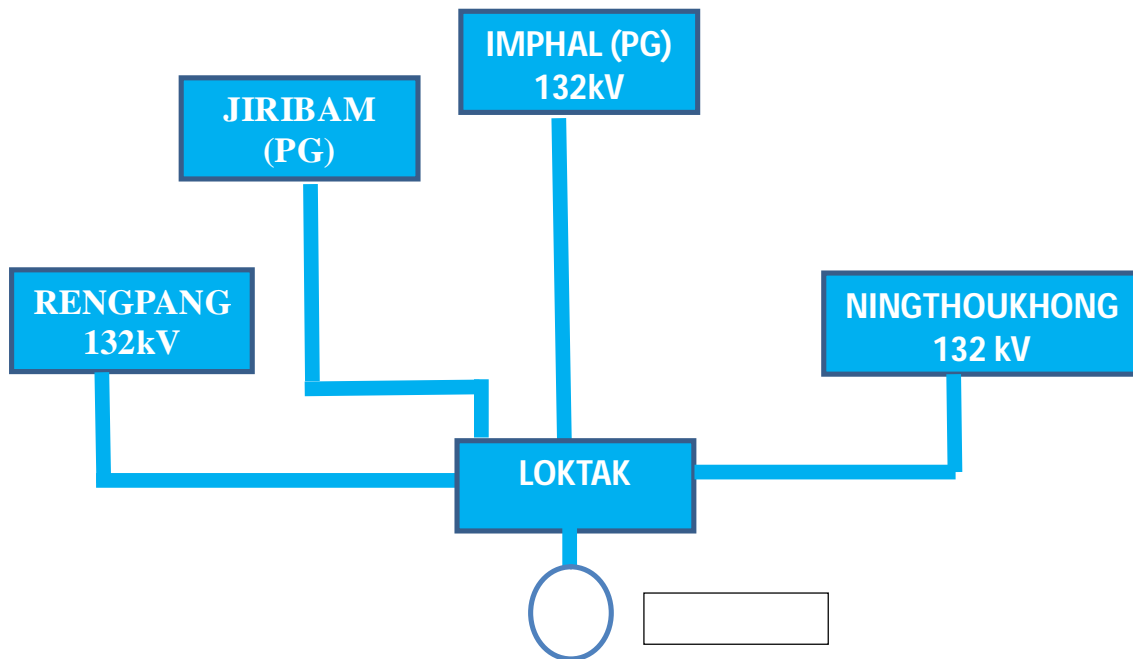 IMPHAL (PG)
132kV
JIRIBAM
(PG)
RENGPANG
132kV
NINGTHOUKHONG
132 kV
LOKTAK